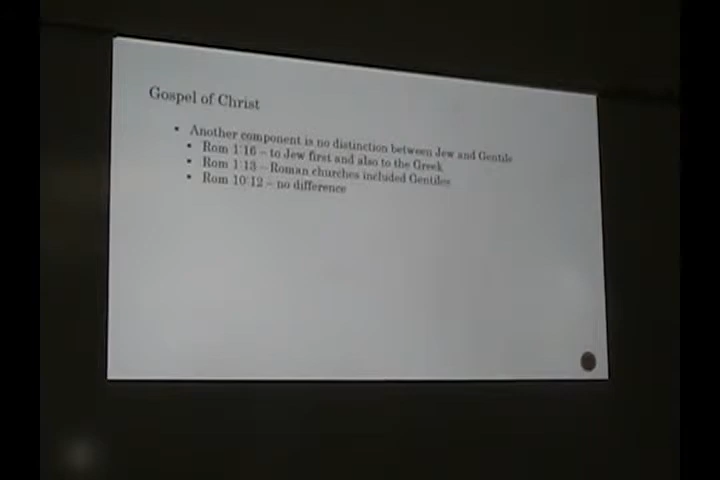 Gospel of Christ
▪ Another component is no distinction between Jew and Gentile
▪ Rom 1:16 – to Jew first and also to the Greek
▪ Rom 1:13 – Roman churches included Gentiles
▪ Rom 10:12 – no difference